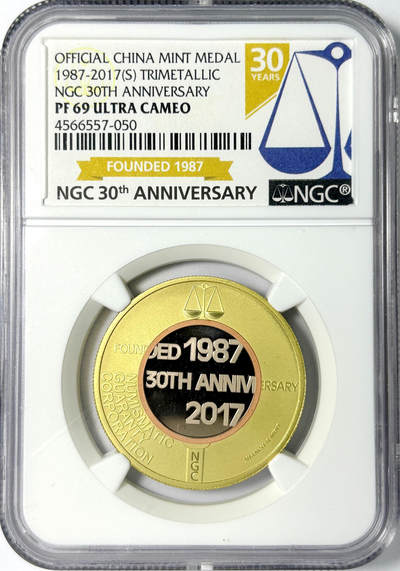 OFFICIAL CHINA MINT MEDAL
1987-2017(S) TRIMETALLIC
NGC 30TH ANNIVERSARY
PF 69 ULTRA CAMEO
4566557-050
30
YEARS
FOUNDED 1987
NGC 30th ANNIVERSARY
NGC®
FOUNDED 1987
30TH ANNIVERSARY
2017
NUMISMATIC
GUARANTY
CORPORATION
NGC